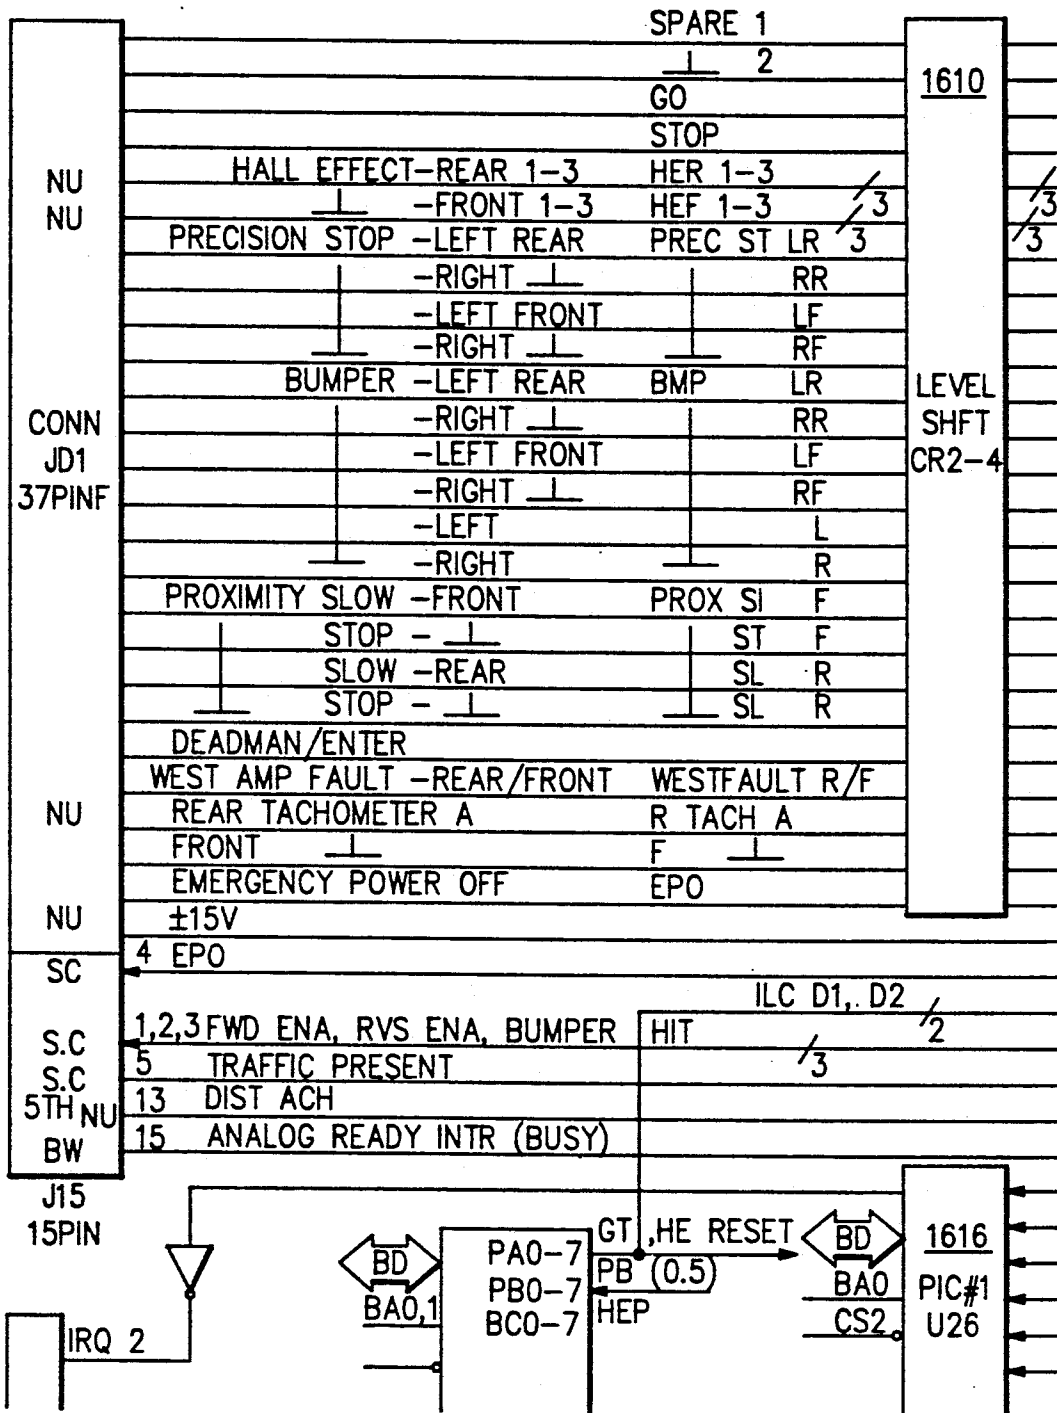 SPARE 1
2
1610
GO
STOP
NU HALL EFFECT-REAR 1-3 HER 1-3 3 3
NU -FRONT 1-3 HEF 1-3 3 3
PRECISION STOP -LEFT REAR PREC ST LR
-RIGHT RR
-LEFT FRONT LF
-RIGHT RF
BUMPER -LEFT REAR BMP LR
-RIGHT RR
-LEFT FRONT LF
-RIGHT RF
-LEFT L
-RIGHT R
CONN
JD1
37PINF
LEVEL
SHFT
CR2-4
PROXIMITY SLOW -FRONT PROX SI F
STOP - ST F
SLOW -REAR SL R
STOP - SL R
DEADMAN/ENTER
WEST AMP FAULT -REAR/FRONT WESTFAULT R/F
NU REAR TACHOMETER A R TACH A
FRONT F
EMERGENCY POWER OFF EPO
NU ±15V
SC 4 EPO
ILC D1,. D2 2
S.C 1,2,3 FWD ENA, RVS ENA, BUMPER HIT 3
S.C 5 TRAFFIC PRESENT
5TH NU 13 DIST ACH
BW 15 ANALOG READY INTR (BUSY)
J15
15PIN
IRQ 2
BD
BA0,1
PA0-7
PB0-7
BC0-7
GT ,HE RESET
PB (0.5)
HEP
BD
BA0
CS2
1616
PIC#1
U26